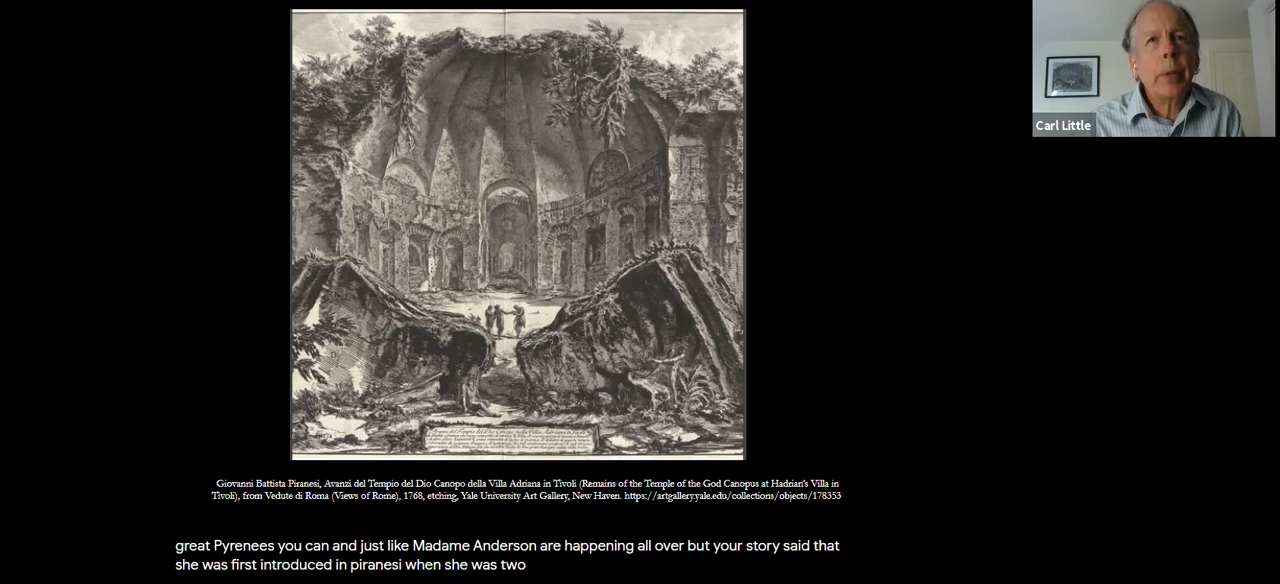 Carl Little
Giovanni Battista Piranesi, Avanzi del Tempio del Dio Canopo della Villa Adriana in Tivoli (Remains of the Temple of the God Canopus at Hadrian's Villa in
Tivoli), from Vedute di Roma (Views of Rome), 1768, etching, Yale University Art Gallery, New Haven. https://artgallery.yale.edu/collections/objects/178353
great Pyrenees you can and just like Madame Anderson are happening all over but your story said that
she was first introduced in piranesi when she was two